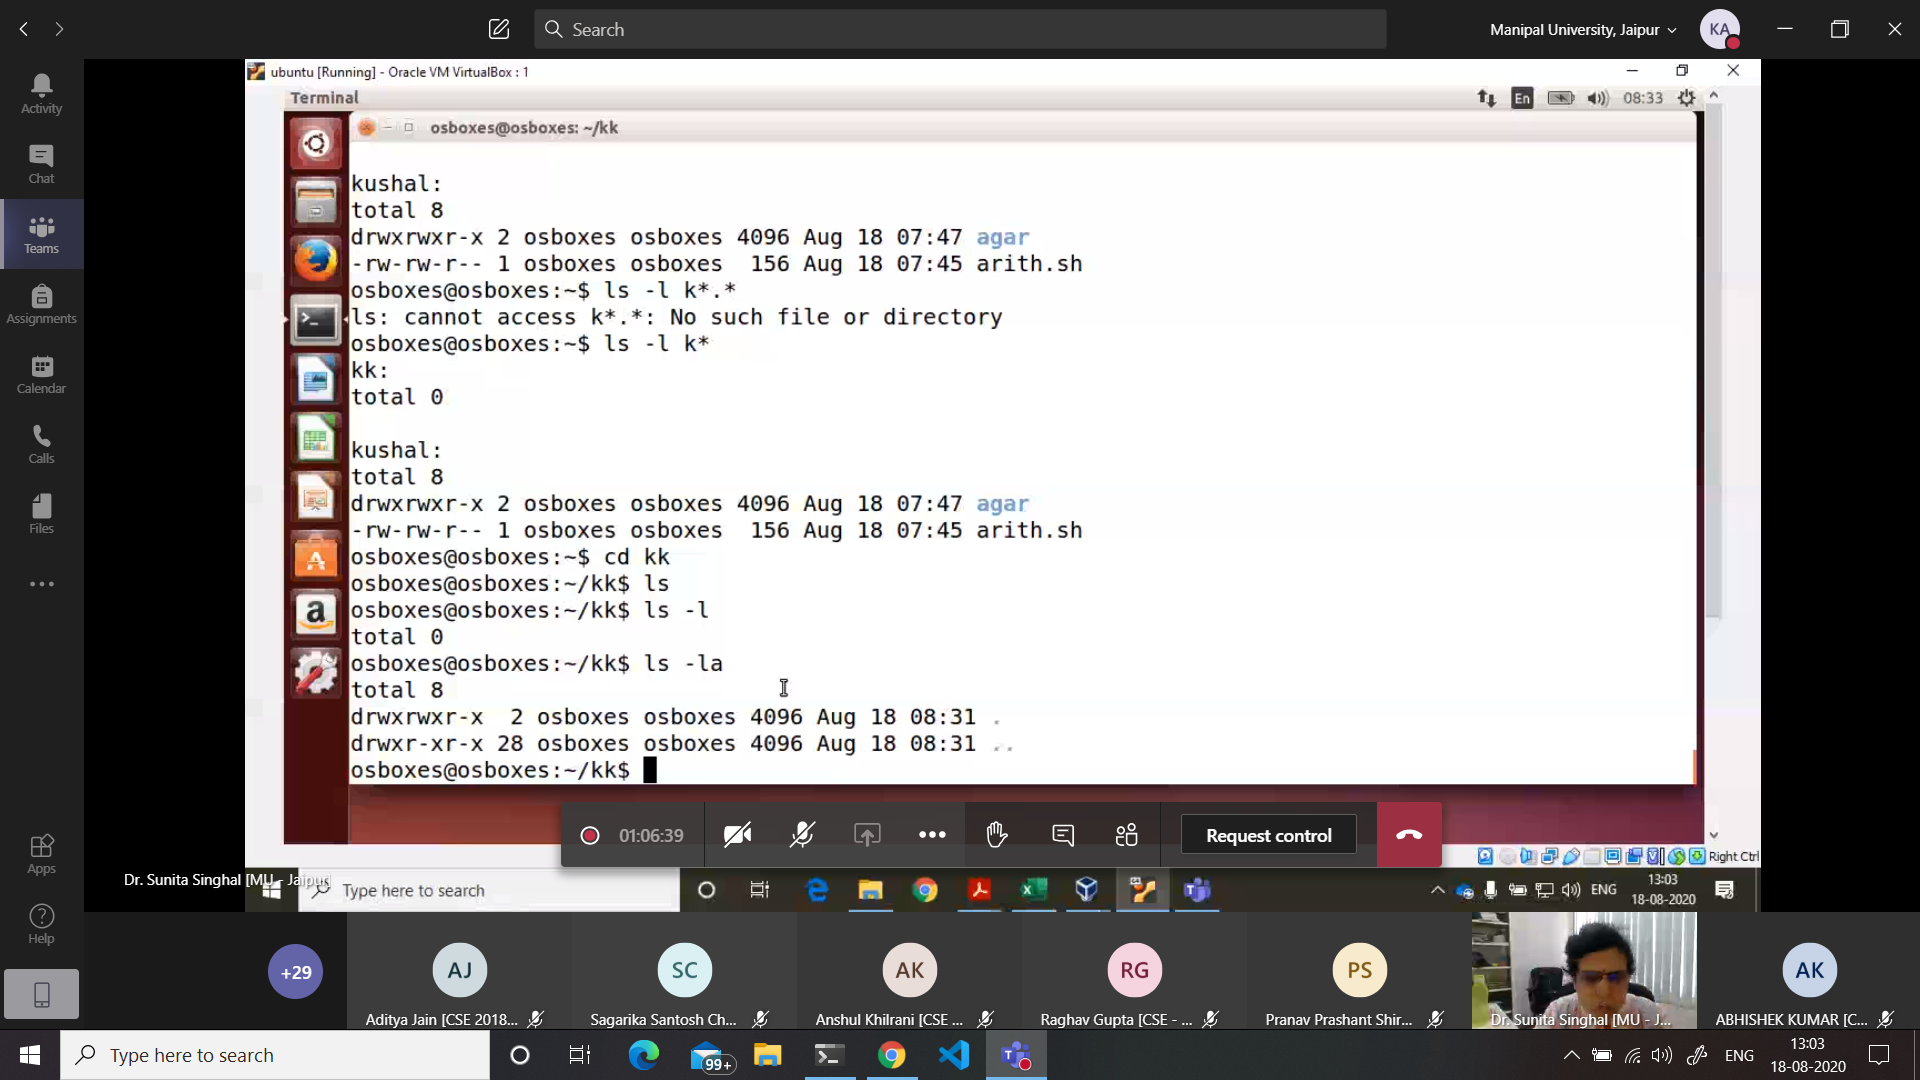 Search
Manipal University, Jaipur
KA
Activity
Chat
Teams
Assignments
Calendar
Calls
Files
Apps
Help
ubuntu [Running] - Oracle VM VirtualBox : 1
Terminal
En
08:33
osboxes@osboxes: ~/kk
kushal:
total 8
drwxrwxr-x 2 osboxes osboxes 4096 Aug 18 07:47 agar
-rw-rw-r-- 1 osboxes osboxes  156 Aug 18 07:45 arith.sh
osboxes@osboxes:~$ ls -l k*.*
ls: cannot access k*.*: No such file or directory
osboxes@osboxes:~$ ls -l k*
kk:
total 0
kushal:
total 8
drwxrwxr-x 2 osboxes osboxes 4096 Aug 18 07:47 agar
-rw-rw-r-- 1 osboxes osboxes  156 Aug 18 07:45 arith.sh
osboxes@osboxes:~$ cd kk
osboxes@osboxes:~/kk$ ls
osboxes@osboxes:~/kk$ ls -l
total 0
osboxes@osboxes:~/kk$ ls -la
total 8
drwxrwxr-x  2 osboxes osboxes 4096 Aug 18 08:31 .
drwxr-xr-x 28 osboxes osboxes 4096 Aug 18 08:31 ..
osboxes@osboxes:~/kk$
01:06:39
Request control
Right Ctrl
Dr. Sunita Singhal [MU - Jaipur]
Type here to search
ENG
13:03
18-08-2020
+29
AJ
SC
AK
RG
PS
AK
Aditya Jain [CSE 2018...
Sagarika Santosh Ch...
Anshul Khilrani [CSE ...
Raghav Gupta [CSE - ...
Pranav Prashant Shir...
Dr. Sunita Singhal [MU - J...
ABHISHEK KUMAR [C...
Type here to search
99+
ENG
13:03
18-08-2020